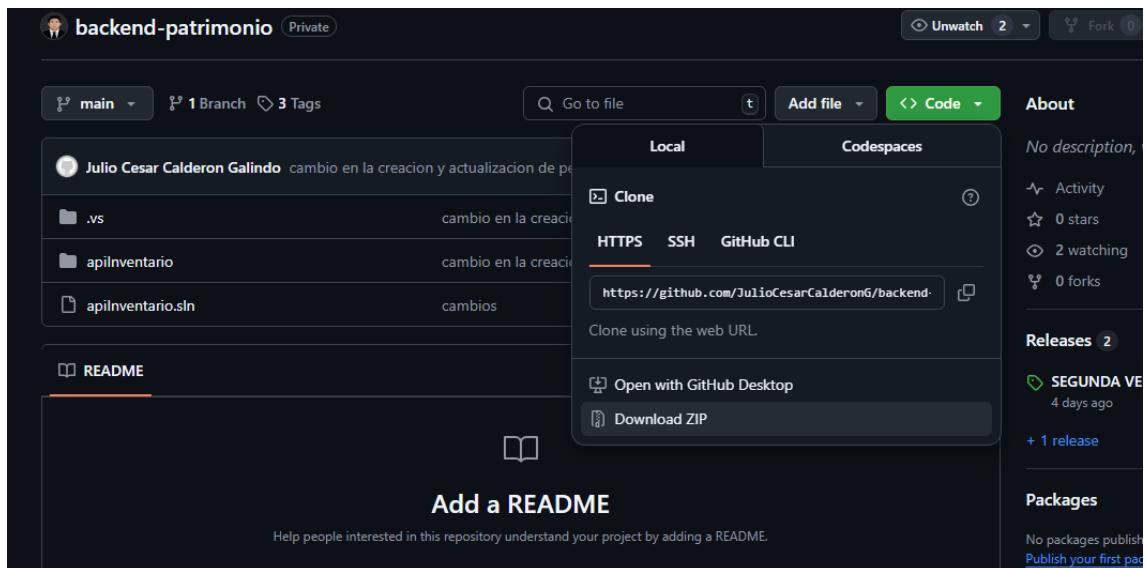 backend-patrimonio Private
Unwatch 2
Fork 0
main
1 Branch
3 Tags
Go to file t
Add file
Code
Julio Cesar Calderon Galindo cambio en la creacion y actualizacion de pe
.vs cambio en la creació
apiInventario cambio en la creació
apiInventario.sln cambios
README
Add a README
Help people interested in this repository understand your project by adding a README.
Local
Codespaces
Clone
HTTPS SSH GitHub CLI
https://github.com/JulioCesarCalderonG/backend-
Clone using the web URL.
Open with GitHub Desktop
Download ZIP
About
No description,
Activity
0 stars
2 watching
0 forks
Releases 2
SEGUNDA VE
4 days ago
+ 1 release
Packages
No packages publish
Publish your first pac